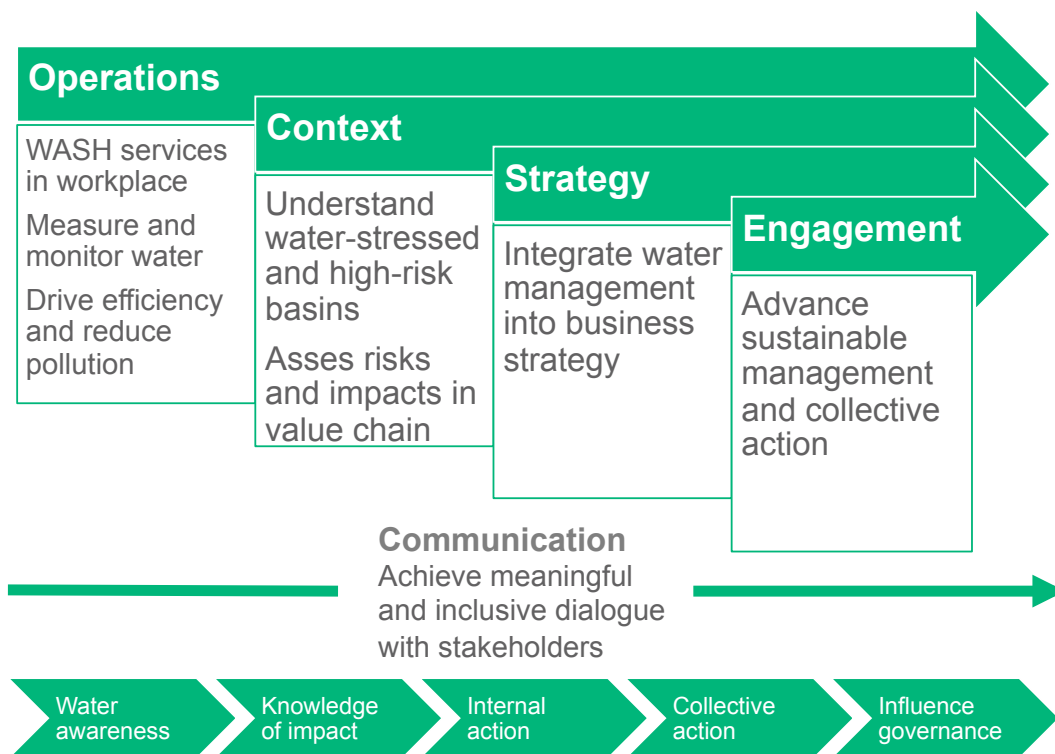 Operations
WASH services
in workplace
Measure and
monitor water
Drive efficiency
and reduce
pollution
Context
Understand
water-stressed
and high-risk
basins
Asses risks
and impacts in
value chain
Strategy
Integrate water
management
into business
strategy
Engagement
Advance
sustainable
management
and collective
action
Communication
Achieve meaningful
and inclusive dialogue
with stakeholders
Water
awareness
Knowledge
of impact
Internal
action
Collective
action
Influence
governance